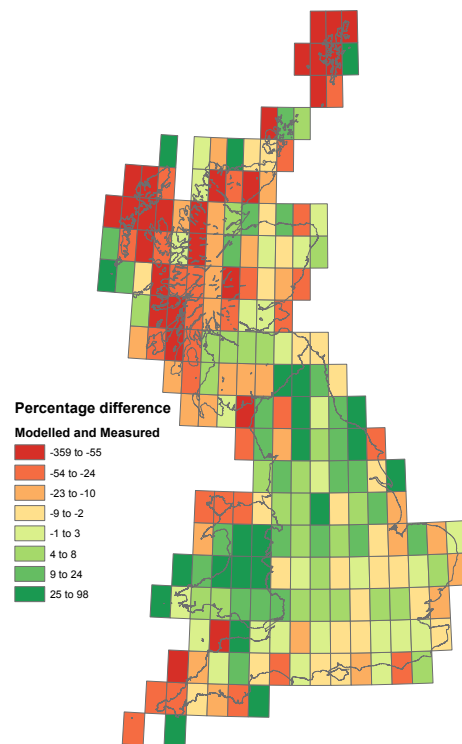 Percentage difference
Modelled and Measured
-359 to -55
-54 to -24
-23 to -10
-9 to -2
-1 to 3
4 to 8
9 to 24
25 to 98